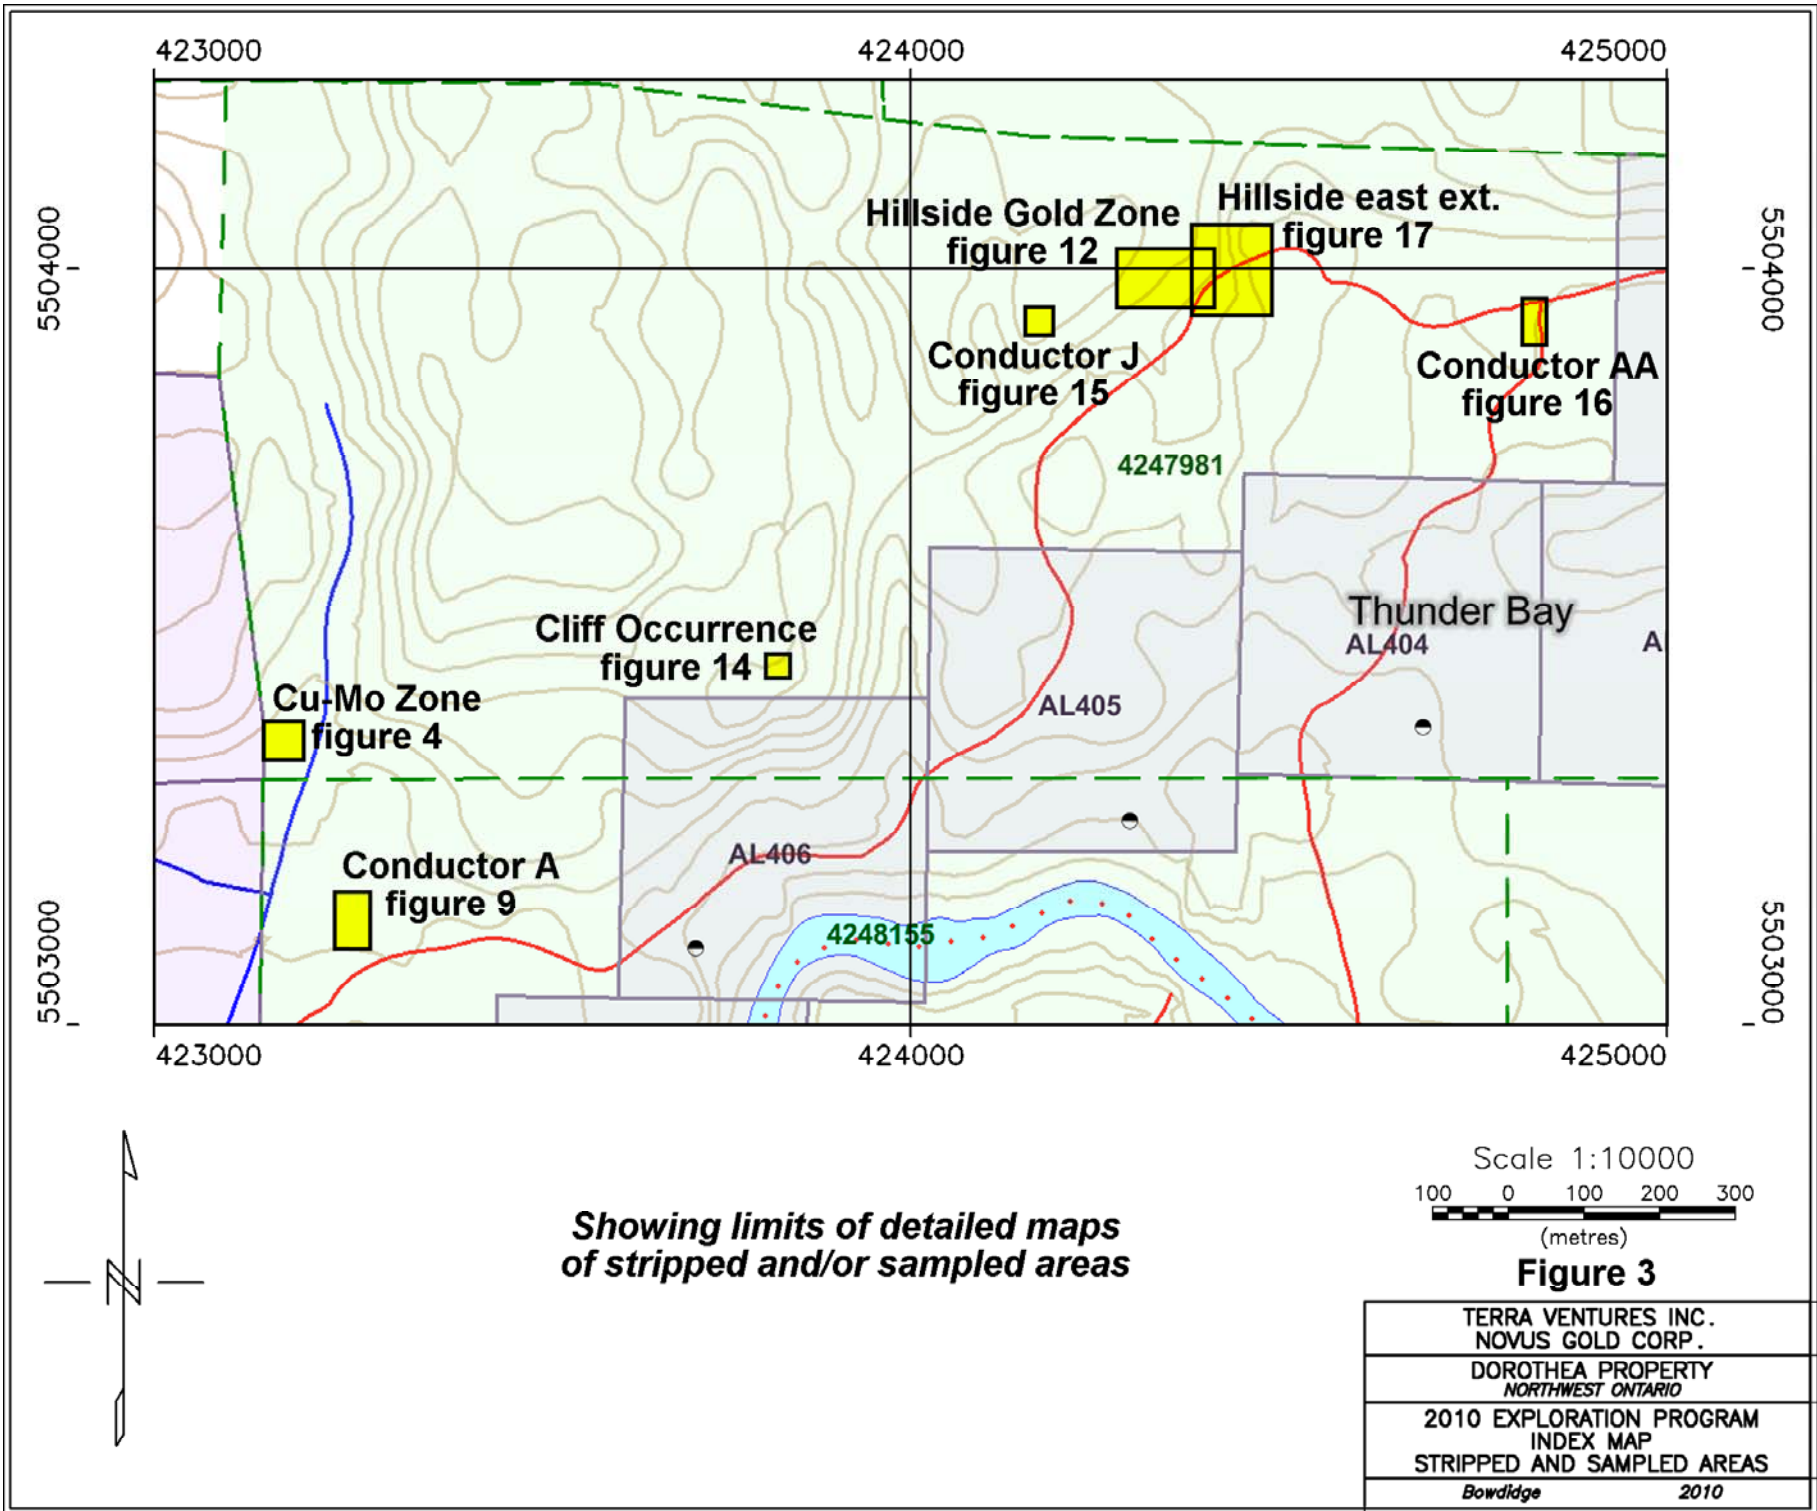 423000
424000
425000
5504000
5504000
Hillside Gold Zone
figure 12
Hillside east ext.
figure 17
Conductor J
figure 15
Conductor AA
figure 16
4247981
Thunder Bay
AL404
A
Cliff Occurrence
figure 14
AL405
Cu-Mo Zone
figure 4
AL406
Conductor A
figure 9
4248155
5503000
5503000
423000
424000
425000
N
Showing limits of detailed maps
of stripped and/or sampled areas
Scale 1:10000
100 0 100 200 300
(metres)
Figure 3
TERRA VENTURES INC.
NOVUS GOLD CORP.
DOROTHEA PROPERTY
NORTHWEST ONTARIO
2010 EXPLORATION PROGRAM
INDEX MAP
STRIPPED AND SAMPLED AREAS
Bowdidge 2010